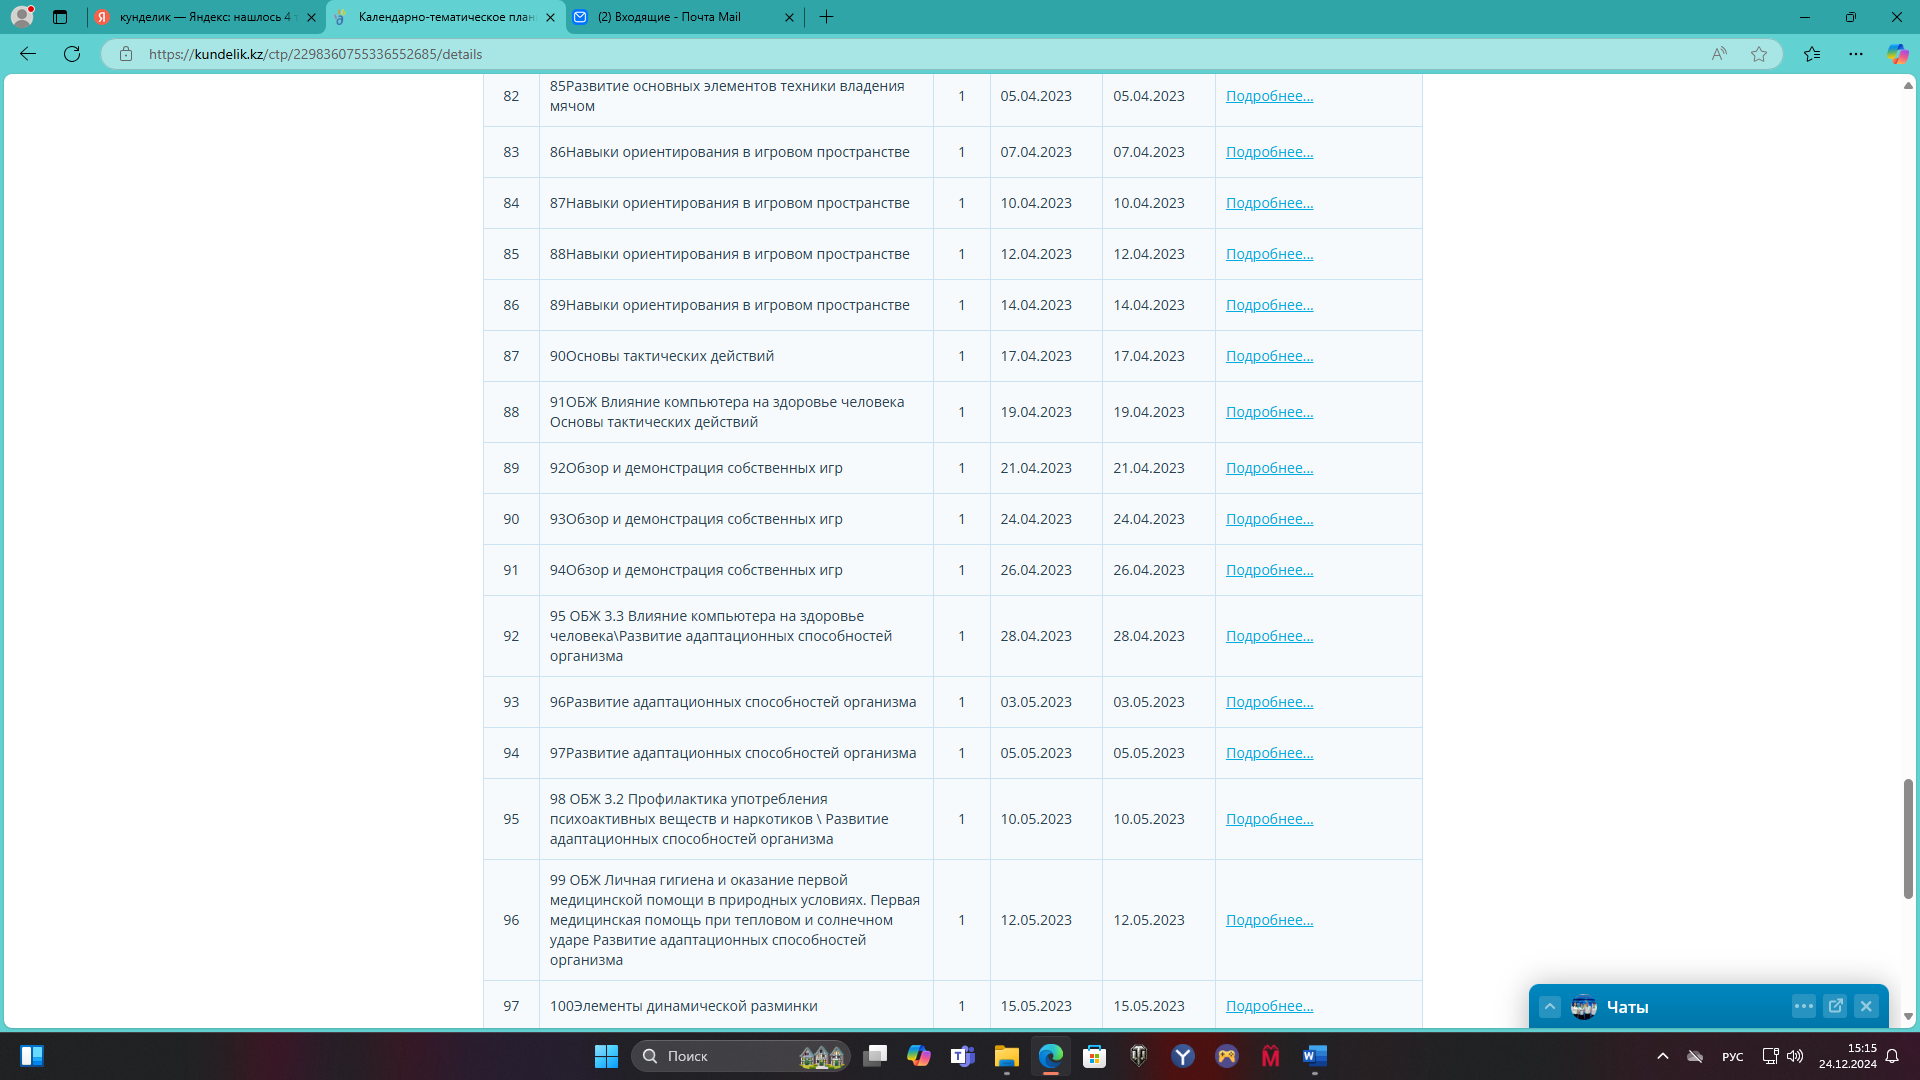 кунделик — Яндекс: нашлось 4 т
Календарно-тематическое план
(2) Входящие - Почта Mail
https://kundelik.kz/ctp/2298360755336552685/details
82 85Развитие основных элементов техники владения 1 05.04.2023 05.04.2023 Подробнее...
мячом
83 86Навыки ориентирования в игровом пространстве 1 07.04.2023 07.04.2023 Подробнее...
84 87Навыки ориентирования в игровом пространстве 1 10.04.2023 10.04.2023 Подробнее...
85 88Навыки ориентирования в игровом пространстве 1 12.04.2023 12.04.2023 Подробнее...
86 89Навыки ориентирования в игровом пространстве 1 14.04.2023 14.04.2023 Подробнее...
87 90Основы тактических действий 1 17.04.2023 17.04.2023 Подробнее...
88 91ОБЖ Влияние компьютера на здоровье человека 1 19.04.2023 19.04.2023 Подробнее...
Основы тактических действий
89 92Обзор и демонстрация собственных игр 1 21.04.2023 21.04.2023 Подробнее...
90 93Обзор и демонстрация собственных игр 1 24.04.2023 24.04.2023 Подробнее...
91 94Обзор и демонстрация собственных игр 1 26.04.2023 26.04.2023 Подробнее...
95 ОБЖ 3.3 Влияние компьютера на здоровье
92 человека\Развитие адаптационных способностей 1 28.04.2023 28.04.2023 Подробнее...
организма
93 96Развитие адаптационных способностей организма 1 03.05.2023 03.05.2023 Подробнее...
94 97Развитие адаптационных способностей организма 1 05.05.2023 05.05.2023 Подробнее...
98 ОБЖ 3.2 Профилактика употребления
95 психоактивных веществ и наркотиков \ Развитие 1 10.05.2023 10.05.2023 Подробнее...
адаптационных способностей организма
99 ОБЖ Личная гигиена и оказание первой
медицинской помощи в природных условиях. Первая
96 медицинская помощь при тепловом и солнечном 1 12.05.2023 12.05.2023 Подробнее...
ударе Развитие адаптационных способностей
организма
97 100Элементы динамической разминки 1 15.05.2023 15.05.2023 Подробнее...
Чаты
Поиск
РУС
15:15
24.12.2024